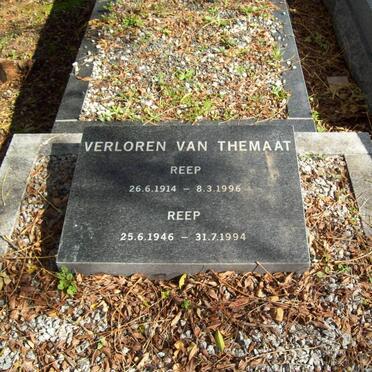 VERLOREN VAN THEMAAT
REEP
26.6.1914 – 8.3.1996
REEP
25.6.1946 – 31.7.1994